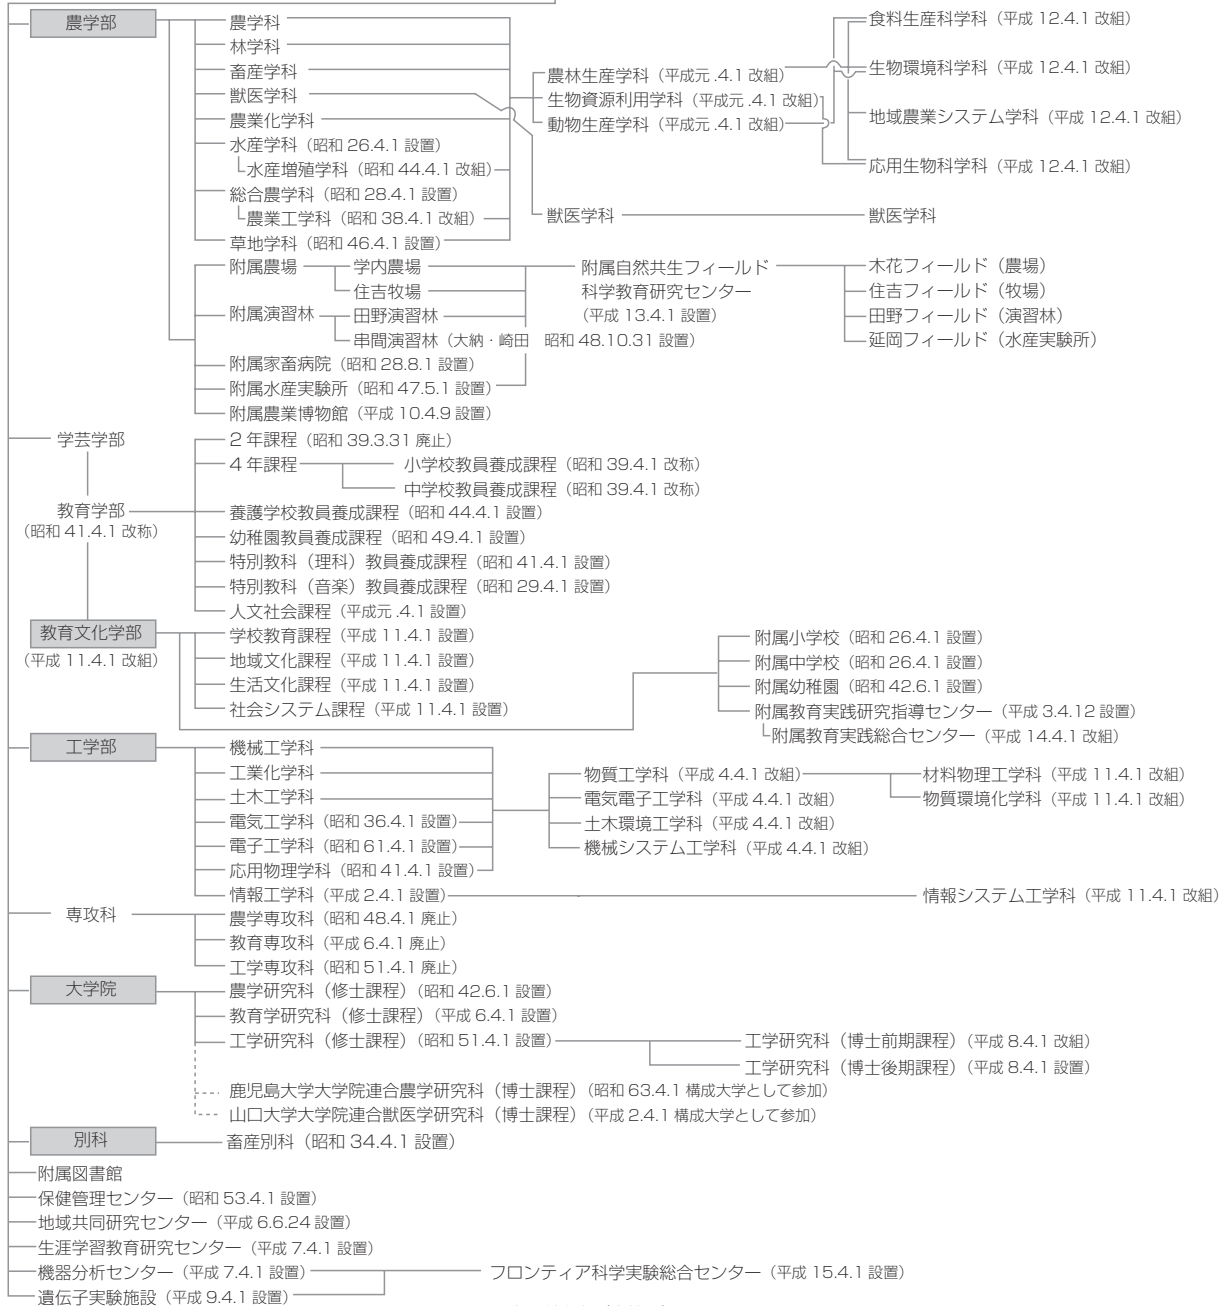 農学部
農学科
林学科
畜産学科
獣医学科
農業化学科
水産学科（昭和 26.4.1 設置）
水産増殖学科（昭和 44.4.1 改組）
総合農学科（昭和 28.4.1 設置）
農業工学科（昭和 38.4.1 改組）
草地学科（昭和 46.4.1 設置）
農林生産学科（平成元 .4.1 改組）
生物資源利用学科（平成元 .4.1 改組）
動物生産学科（平成元 .4.1 改組）
獣医学科
食料生産科学科（平成 12.4.1 改組）
生物環境科学科（平成 12.4.1 改組）
地域農業システム学科（平成 12.4.1 改組）
応用生物科学科（平成 12.4.1 改組）
獣医学科
附属農場
学内農場
住吉牧場
附属演習林
田野演習林
串間演習林（大納・崎田　昭和 48.10.31 設置）
附属家畜病院（昭和 28.8.1 設置）
附属水産実験所（昭和 47.5.1 設置）
附属農業博物館（平成 10.4.9 設置）
附属自然共生フィールド
科学教育研究センター
（平成 13.4.1 設置）
木花フィールド（農場）
住吉フィールド（牧場）
田野フィールド（演習林）
延岡フィールド（水産実験所）
学芸学部
教育学部
（昭和 41.4.1 改称）
2 年課程（昭和 39.3.31 廃止）
4 年課程
小学校教員養成課程（昭和 39.4.1 改称）
中学校教員養成課程（昭和 39.4.1 改称）
養護学校教員養成課程（昭和 44.4.1 設置）
幼稚園教員養成課程（昭和 49.4.1 設置）
特別教科（理科）教員養成課程（昭和 41.4.1 設置）
特別教科（音楽）教員養成課程（昭和 29.4.1 設置）
人文社会課程（平成元 .4.1 設置）
教育文化学部
（平成 11.4.1 改組）
学校教育課程（平成 11.4.1 設置）
地域文化課程（平成 11.4.1 設置）
生活文化課程（平成 11.4.1 設置）
社会システム課程（平成 11.4.1 設置）
附属小学校（昭和 26.4.1 設置）
附属中学校（昭和 26.4.1 設置）
附属幼稚園（昭和 42.6.1 設置）
附属教育実践研究指導センター（平成 3.4.12 設置）
附属教育実践総合センター（平成 14.4.1 改組）
工学部
機械工学科
工業化学科
土木工学科
電気工学科（昭和 36.4.1 設置）
電子工学科（昭和 61.4.1 設置）
応用物理学科（昭和 41.4.1 設置）
情報工学科（平成 2.4.1 設置）
物質工学科（平成 4.4.1 改組）
電気電子工学科（平成 4.4.1 改組）
土木環境工学科（平成 4.4.1 改組）
機械システム工学科（平成 4.4.1 改組）
材料物理工学科（平成 11.4.1 改組）
物質環境化学科（平成 11.4.1 改組）
情報システム工学科（平成 11.4.1 改組）
専攻科
農学専攻科（昭和 48.4.1 廃止）
教育専攻科（平成 6.4.1 廃止）
工学専攻科（昭和 51.4.1 廃止）
大学院
農学研究科（修士課程）（昭和 42.6.1 設置）
教育学研究科（修士課程）（平成 6.4.1 設置）
工学研究科（修士課程）（昭和 51.4.1 設置）
工学研究科（博士前期課程）（平成 8.4.1 改組）
工学研究科（博士後期課程）（平成 8.4.1 設置）
鹿児島大学大学院連合農学研究科（博士課程）（昭和 63.4.1 構成大学として参加）
山口大学大学院連合獣医学研究科（博士課程）（平成 2.4.1 構成大学として参加）
別科
畜産別科（昭和 34.4.1 設置）
附属図書館
保健管理センター（昭和 53.4.1 設置）
地域共同研究センター（平成 6.6.24 設置）
生涯学習教育研究センター（平成 7.4.1 設置）
機器分析センター（平成 7.4.1 設置）
フロンティア科学実験総合センター（平成 15.4.1 設置）
遺伝子実験施設（平成 9.4.1 設置）